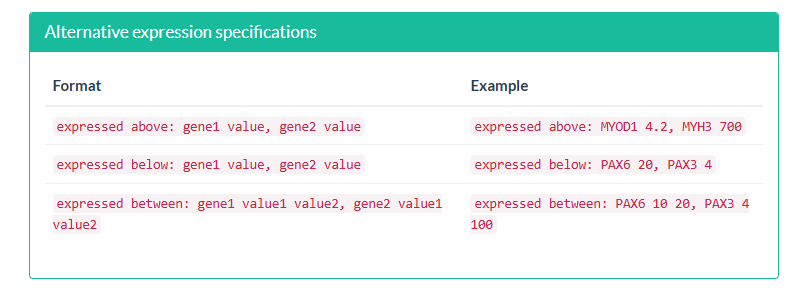 Alternative expression specifications
Format Example
expressed above: gene1 value, gene2 value expressed above: MYOD1 4.2, MYH3 700
expressed below: gene1 value, gene2 value expressed below: PAX6 20, PAX3 4
expressed between: gene1 value1 value2, gene2 value1 expressed between: PAX6 10 20, PAX3 4
value2 100